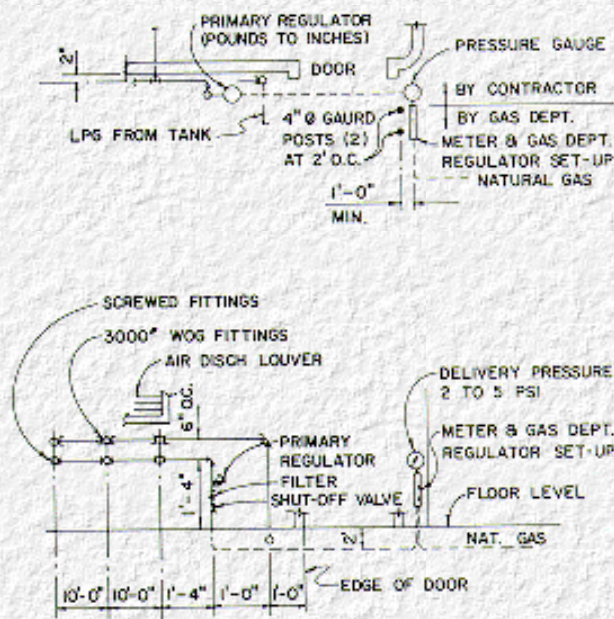 PRIMARY REGULATOR
(POUNDS TO INCHES)
2"
DOOR
PRESSURE GAUGE
BY CONTRACTOR
BY GAS DEPT.
LPG FROM TANK
4" Ø GAURD
POSTS (2)
AT 2' O.C.
METER & GAS DEPT.
REGULATOR SET-UP
NATURAL GAS
1'-0"
MIN.
SCREWED FITTINGS
3000# WOG FITTINGS
AIR DISCH LOUVER
6" O.C.
DELIVERY PRESSURE
2 TO 5 PSI
PRIMARY
REGULATOR
FILTER
SHUT-OFF VALVE
METER & GAS DEPT.
REGULATOR SET-UP
1'-4"
FLOOR LEVEL
NAT. GAS
EDGE OF DOOR
10'-0"
10'-0"
1'-4"
1'-0"
1'-0"